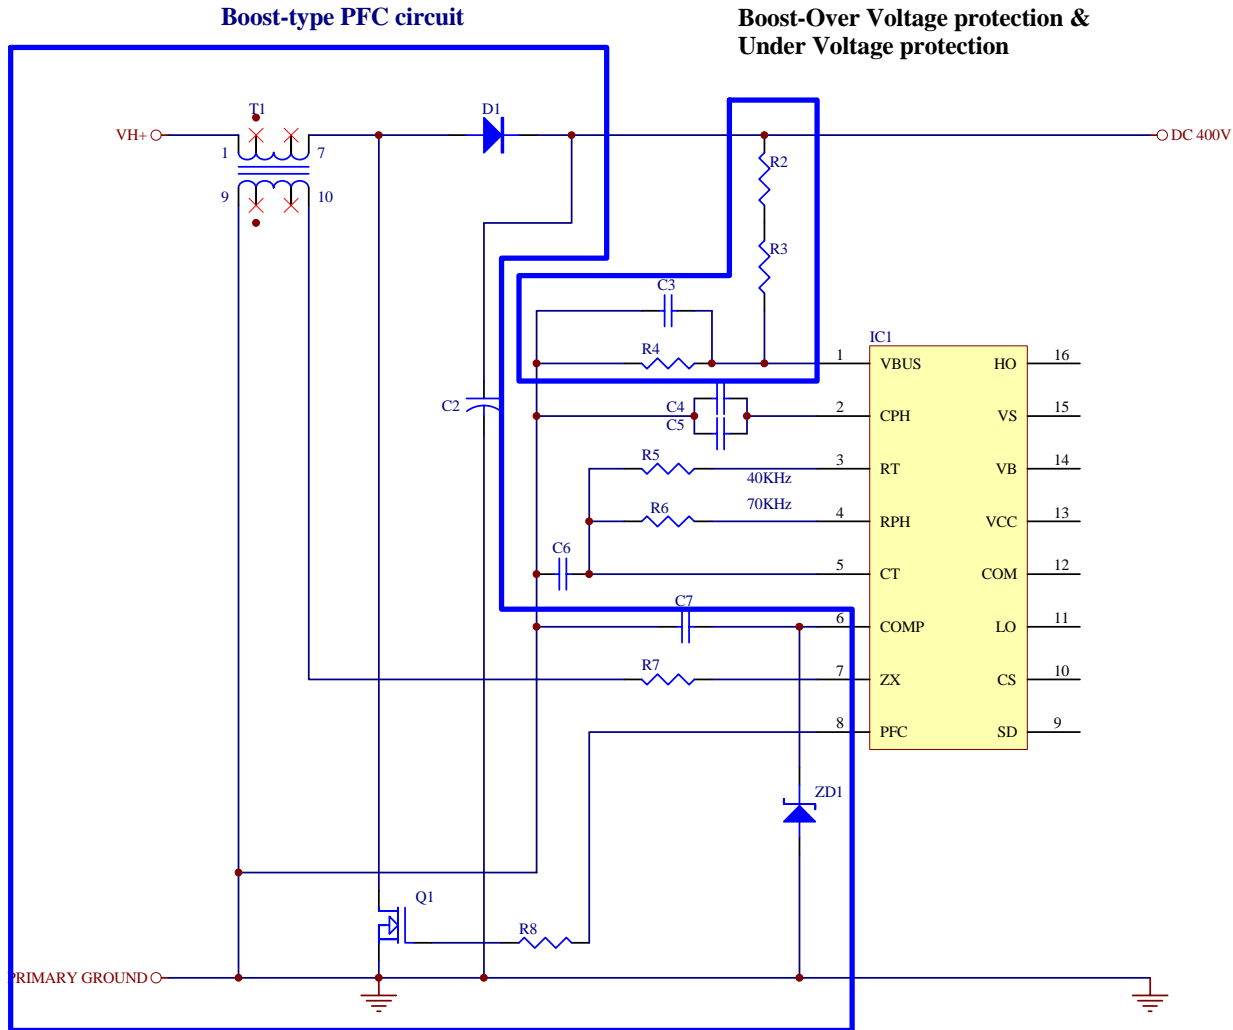 Boost-type PFC circuit
Boost-Over Voltage protection &
Under Voltage protection
T1
D1
VH+
DC 400V
1
7
R2
9
10
R3
C3
IC1
R4
1
VBUS
HO
16
C2
C4
2
CPH
VS
15
C5
R5
3
RT
VB
14
40KHz
R6
70KHz
4
RPH
VCC
13
C6
5
CT
COM
12
C7
6
COMP
LO
11
R7
7
ZX
CS
10
8
PFC
SD
9
ZD1
Q1
R8
PRIMARY GROUND